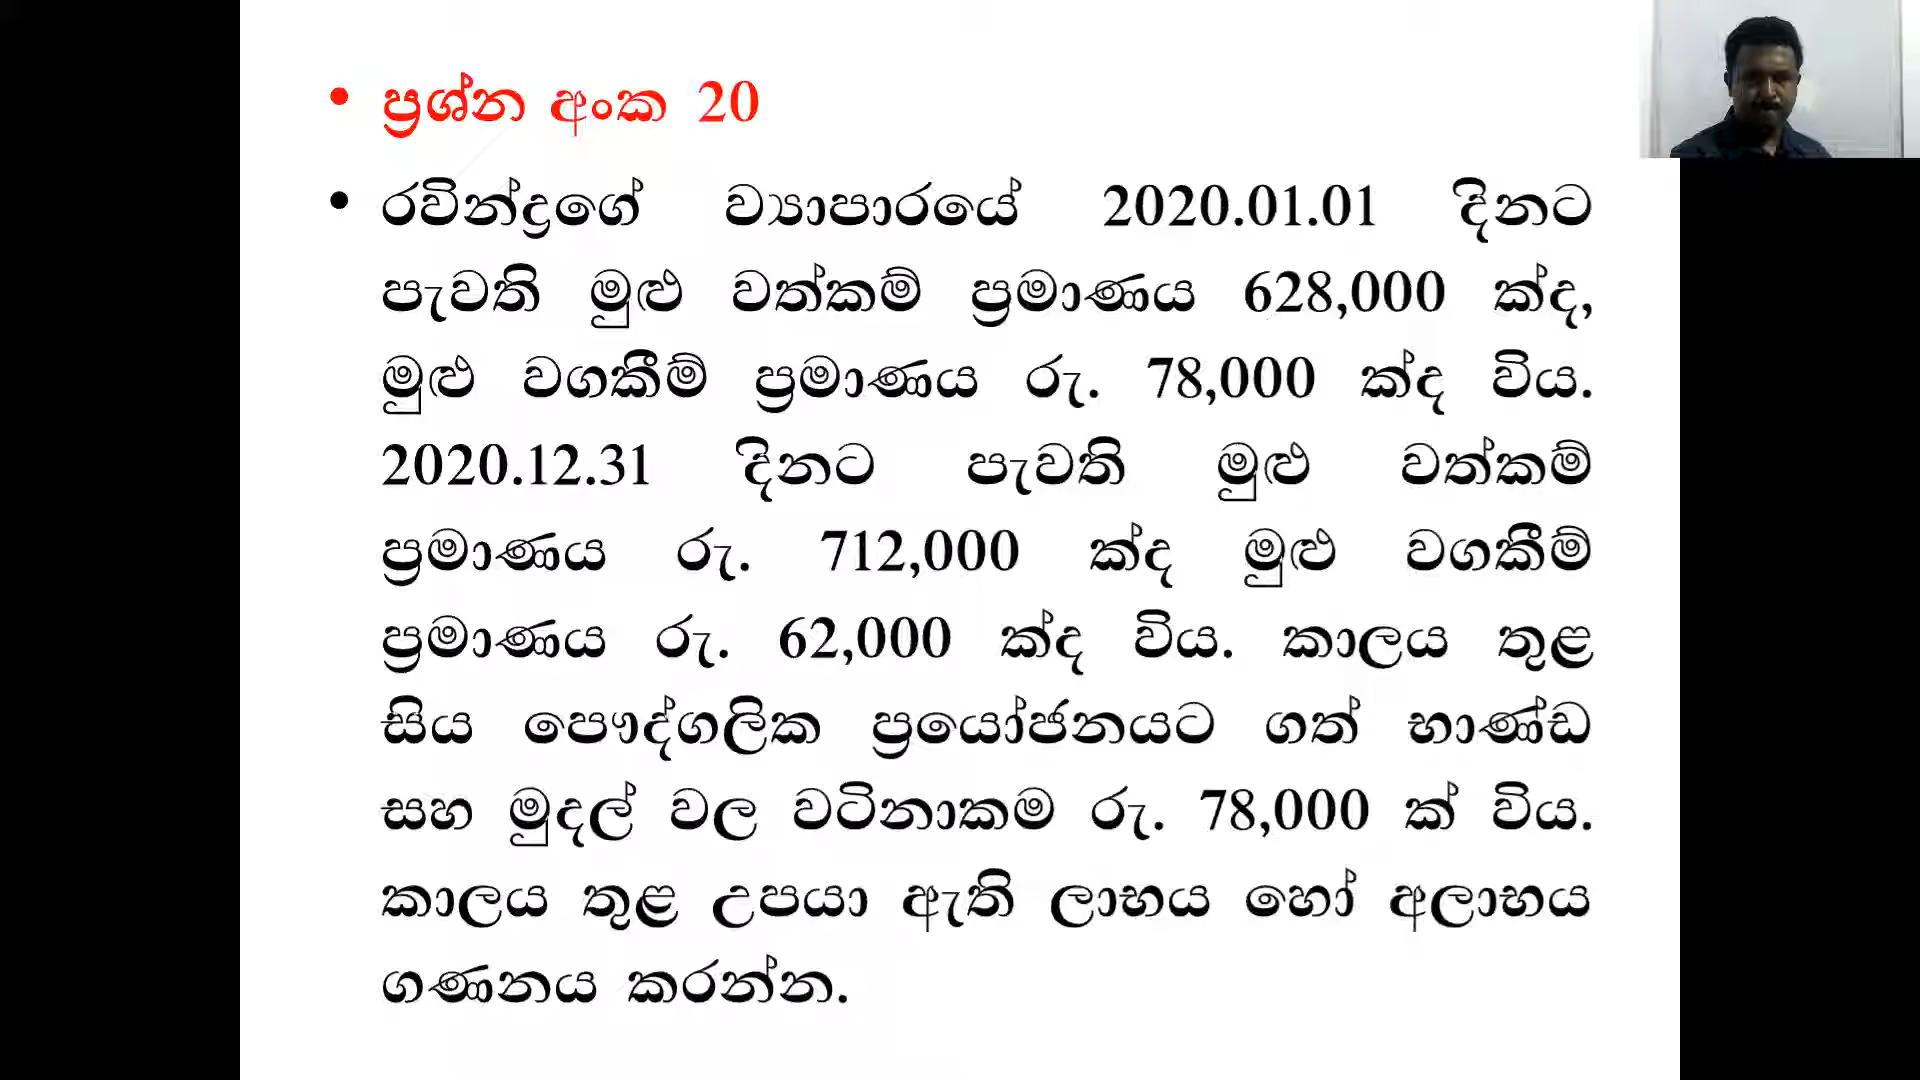 • ප්‍රශ්න අංක 20
• රවින්ද්‍රගේ ව්‍යාපාරයේ 2020.01.01 දිනට
පැවති මුළු වත්කම් ප්‍රමාණය 628,000 ක්ද,
මුළු වගකීම් ප්‍රමාණය රු. 78,000 ක්ද විය.
2020.12.31 දිනට පැවති මුළු වත්කම්
ප්‍රමාණය රු. 712,000 ක්ද මුළු වගකීම්
ප්‍රමාණය රු. 62,000 ක්ද විය. කාලය තුළ
සිය පෞද්ගලික ප්‍රයෝජනයට ගත් භාණ්ඩ
සහ මුදල් වල වටිනාකම රු. 78,000 ක් විය.
කාලය තුළ උපයා ඇති ලාභය හෝ අලාභය
ගණනය කරන්න.